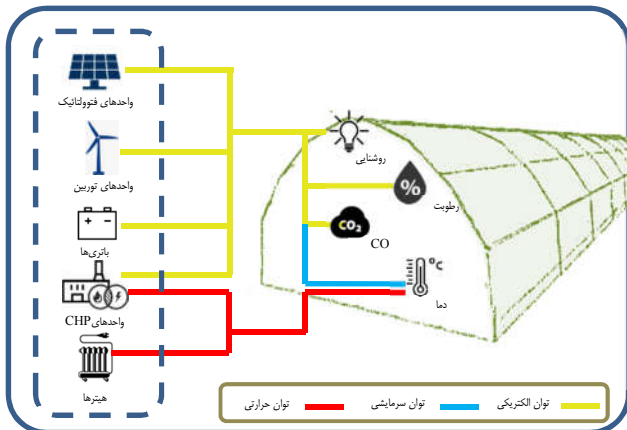 واحدهای فتوولتائیک
واحدهای توربین
باتری‌ها
واحدهای CHP
هیترها
روشنایی
%
رطوبت
CO₂
CO
°C
دما
توان الکتریکی
توان سرمایشی
توان حرارتی